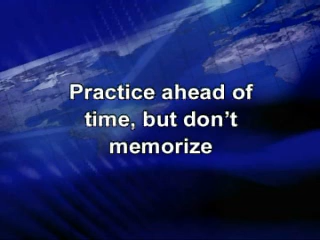 Practice ahead of
time, but don’t
memorize